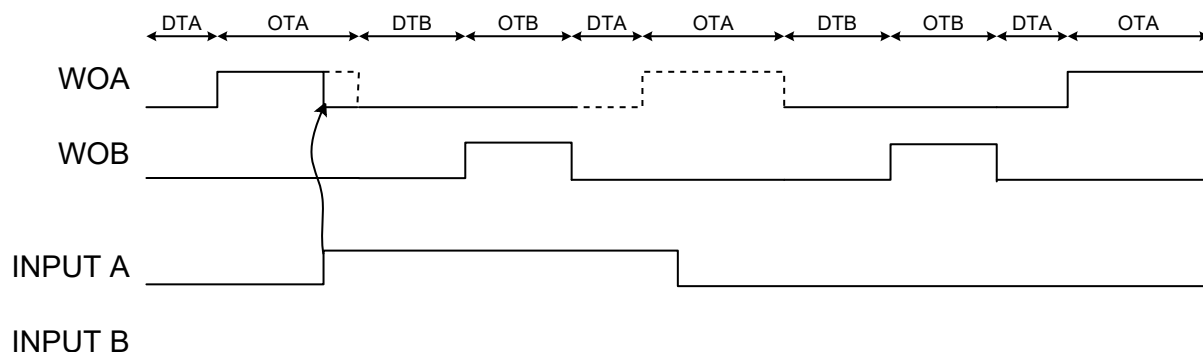 DTA OTA DTB OTB DTA OTA DTB OTB DTA OTA
WOA
WOB
INPUT A
INPUT B